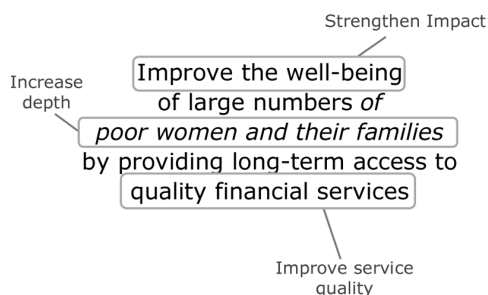 Strengthen Impact
Increase
depth
Improve the well-being
of large numbers of
poor women and their families
by providing long-term access to
quality financial services
Improve service
quality